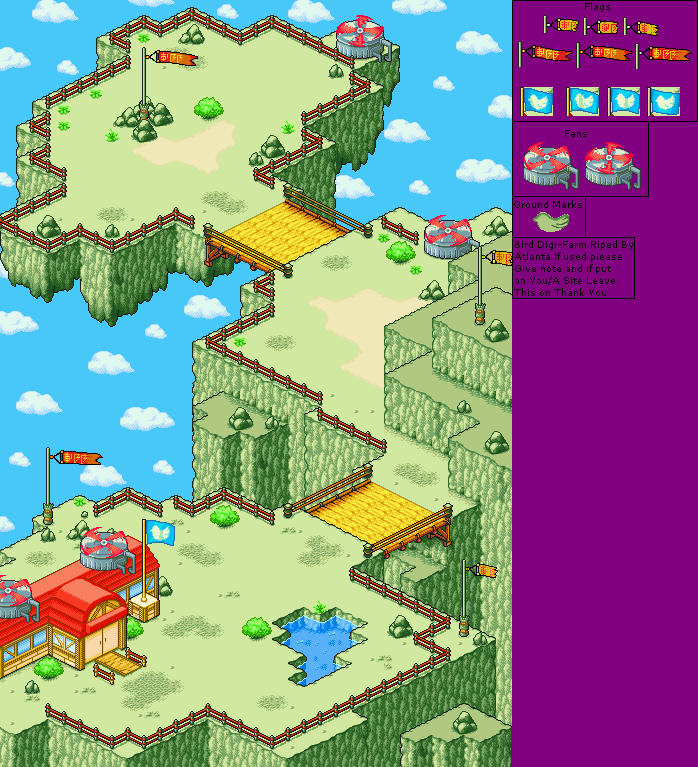 Flags
Fans
Ground Marks
Bird Digi-Farm Riped By
Atlanta If used please
Give note and if put
on You/A Site Leave
This on Thank You